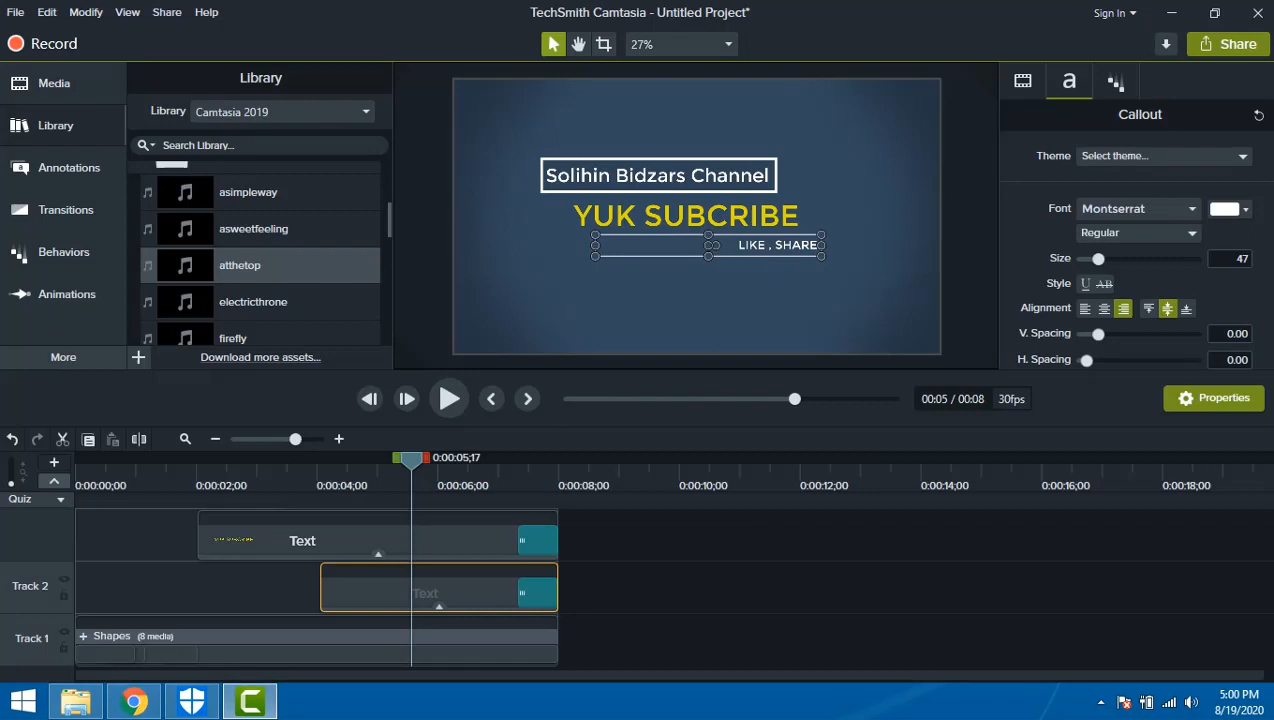 File Edit Modify View Share Help TechSmith Camtasia - Untitled Project* Sign In
Record 27% Share
Media
Library
Annotations
Transitions
Behaviors
Animations
More
Library
Library Camtasia 2019
Search Library...
asimpleway
asweetfeeling
atthetop
electricthrone
firefly
Download more assets...
Solihin Bidzars Channel
YUK SUBCRIBE
LIKE , SHARE
a
Callout
Theme Select theme...
Font Montserrat
Regular
Size 47
Style U AB
Alignment
V. Spacing 0.00
H. Spacing 0.00
00:05 / 00:08 30fps Properties
0:00:05;17
0:00:00;00 0:00:02;00 0:00:04;00 0:00:06;00 0:00:08;00 0:00:10;00 0:00:12;00 0:00:14;00 0:00:16;00 0:00:18;00
Quiz
YUK SUBCRIBE Text
Track 2 Text
Track 1 + Shapes (8 media)
5:00 PM
8/19/2020